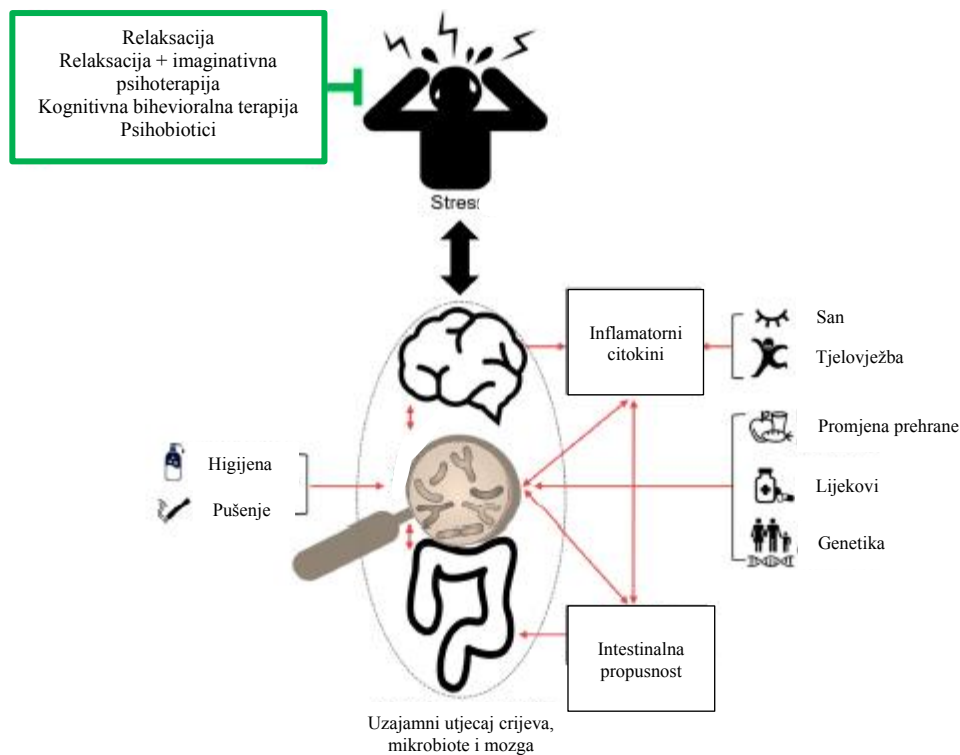 Relaksacija
Relaksacija + imaginativna
psihoterapija
Kognitivna bihevioralna terapija
Psihobiotici
Stres
Inflamatorni
citokini
San
Tjelovježba
Promjena prehrane
Lijekovi
Genetika
Higijena
Pušenje
Intestinalna
propusnost
Uzajamni utjecaj crijeva,
mikrobiote i mozga